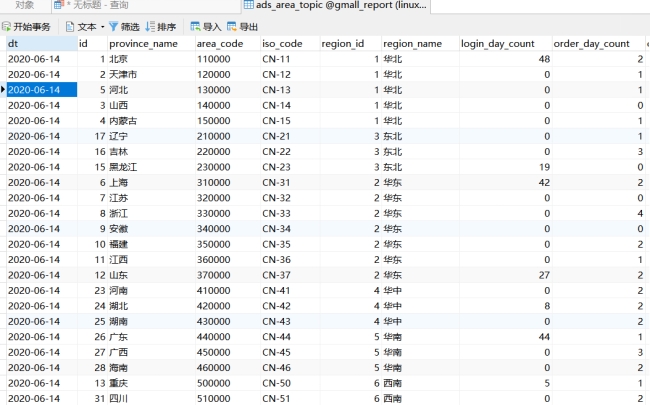 对象 * 无标题 - 查询 ads_area_topic @gmall_report (linux...
开始事务 文本 筛选 排序 导入 导出
dt id province_name area_code iso_code region_id region_name login_day_count order_day_count
2020-06-14 1 北京 110000 CN-11 1 华北 48 2
2020-06-14 2 天津市 120000 CN-12 1 华北 0 1
2020-06-14 5 河北 130000 CN-13 1 华北 0 1
2020-06-14 3 山西 140000 CN-14 1 华北 0 0
2020-06-14 4 内蒙古 150000 CN-15 1 华北 0 1
2020-06-14 17 辽宁 210000 CN-21 3 东北 0 1
2020-06-14 16 吉林 220000 CN-22 3 东北 0 3
2020-06-14 15 黑龙江 230000 CN-23 3 东北 19 0
2020-06-14 6 上海 310000 CN-31 2 华东 42 2
2020-06-14 7 江苏 320000 CN-32 2 华东 0 0
2020-06-14 8 浙江 330000 CN-33 2 华东 0 4
2020-06-14 9 安徽 340000 CN-34 2 华东 0 0
2020-06-14 10 福建 350000 CN-35 2 华东 0 2
2020-06-14 11 江西 360000 CN-36 2 华东 0 1
2020-06-14 12 山东 370000 CN-37 2 华东 27 2
2020-06-14 23 河南 410000 CN-41 4 华中 0 2
2020-06-14 24 湖北 420000 CN-42 4 华中 8 2
2020-06-14 25 湖南 430000 CN-43 4 华中 0 2
2020-06-14 26 广东 440000 CN-44 5 华南 44 1
2020-06-14 27 广西 450000 CN-45 5 华南 0 3
2020-06-14 28 海南 460000 CN-46 5 华南 0 2
2020-06-14 13 重庆 500000 CN-50 6 西南 5 1
2020-06-14 31 四川 510000 CN-51 6 西南 0 2